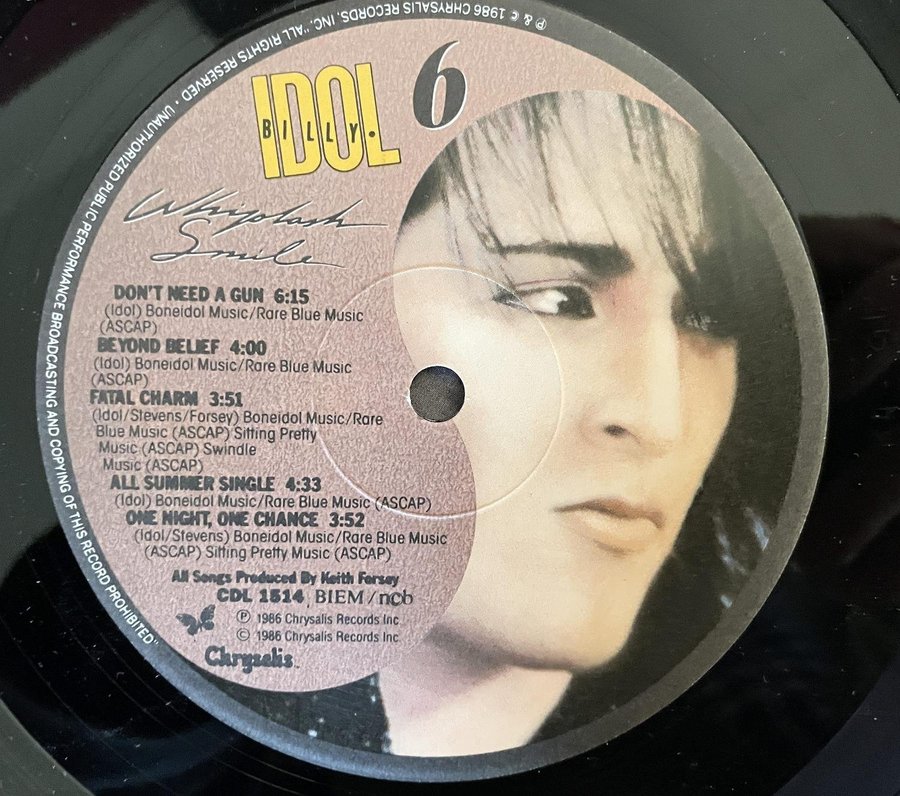 IDOL
BILLY.
6
Whiplash
Smile
DON'T NEED A GUN 6:15
(Idol) Boneidol Music/Rare Blue Music
(ASCAP)
BEYOND BELIEF 4:00
(Idol) Boneidol Music/Rare Blue Music
(ASCAP)
FATAL CHARM 3:51
(Idol/Stevens/Forsey) Boneidol Music/Rare
Blue Music (ASCAP) Sitting Pretty
Music (ASCAP) Swindle
Music (ASCAP)
ALL SUMMER SINGLE 4:33
(Idol) Boneidol Music/Rare Blue Music (ASCAP)
ONE NIGHT, ONE CHANCE 3:52
(Idol/Stevens) Boneidol Music/Rare Blue Music
(ASCAP) Sitting Pretty Music (ASCAP)
All Songs Produced By Keith Forsey
CDL 1514 BIEM/ncb
℗ 1986 Chrysalis Records Inc
© 1986 Chrysalis Records Inc
Chrysalis™
℗ & © 1986 CHRYSALIS RECORDS, INC. "ALL RIGHTS RESERVED • UNAUTHORIZED PUBLIC PERFORMANCE BROADCASTING AND COPYING OF THIS RECORD PROHIBITED"